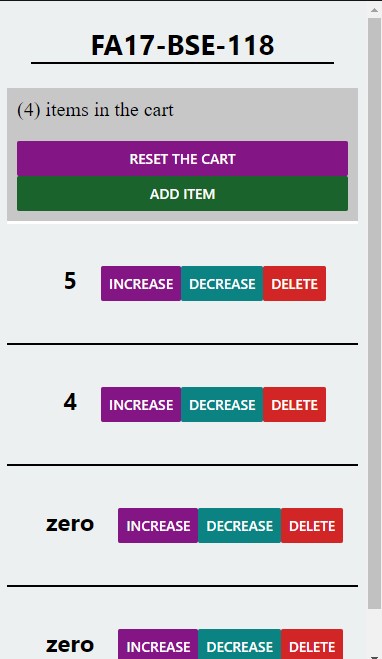 FA17-BSE-118
(4) items in the cart
RESET THE CART
ADD ITEM
5 INCREASE DECREASE DELETE
4 INCREASE DECREASE DELETE
zero INCREASE DECREASE DELETE
zero INCREASE DECREASE DELETE